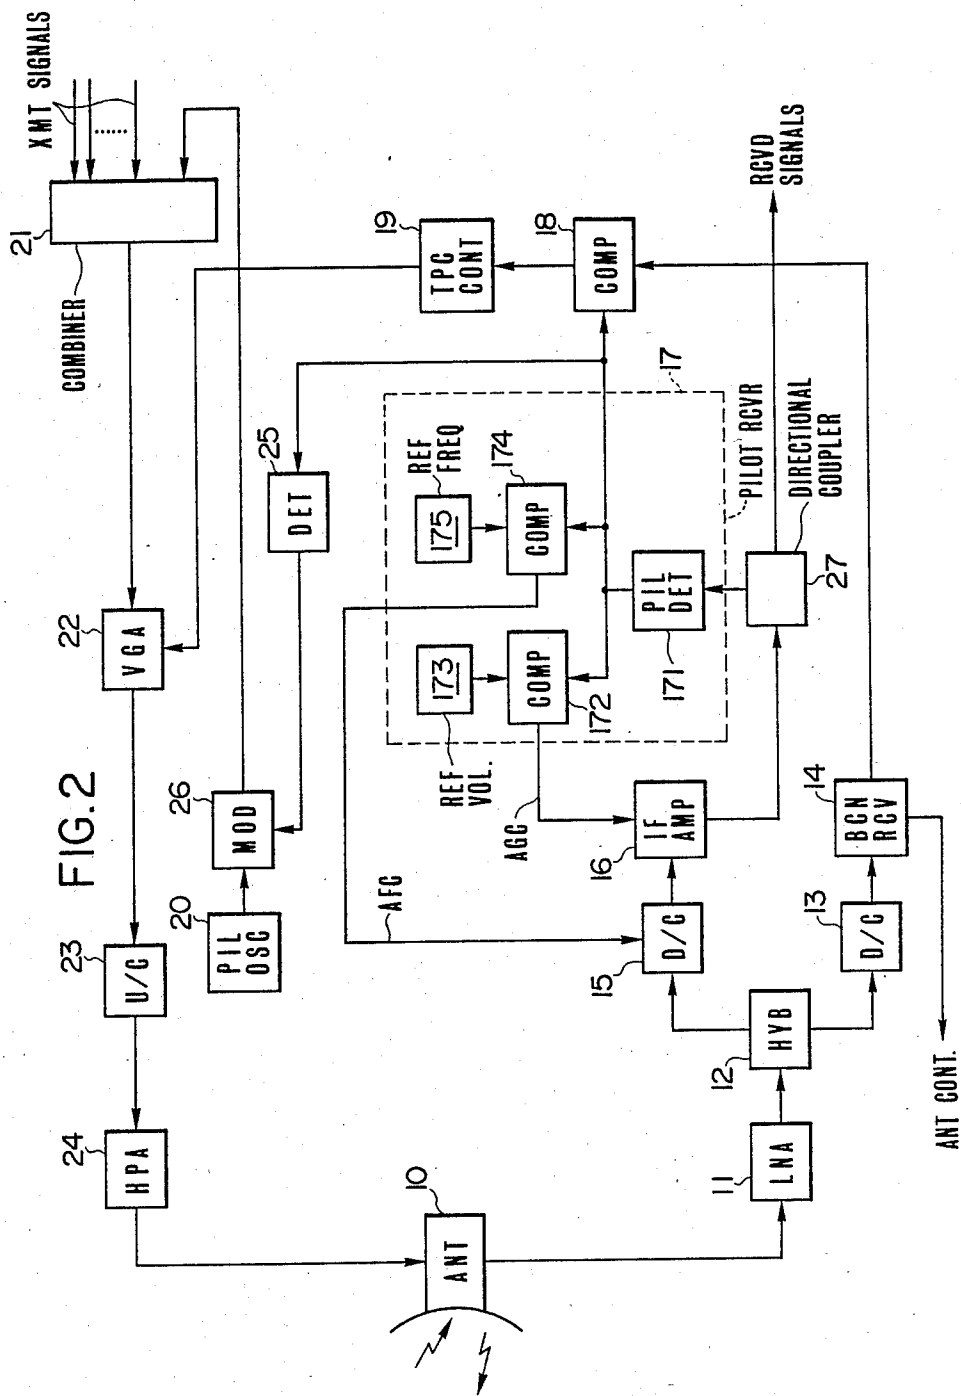 FIG.2
XMT SIGNALS
21
COMBINER
22
VGA
23
U/C
24
HPA
10
ANT
20
PIL
OSC
26
MOD
25
DET
19
TPC
CONT
18
COMP
17
PILOT RCVR
REF
FREQ
175
174
COMP
173
REF
VOL.
COMP
172
PIL
DET
171
AGC
AFC
11
LNA
12
HYB
15
D/C
16
IF
AMP
13
D/C
14
BCN
RCV
27
DIRECTIONAL
COUPLER
RCVD
SIGNALS
ANT CONT.